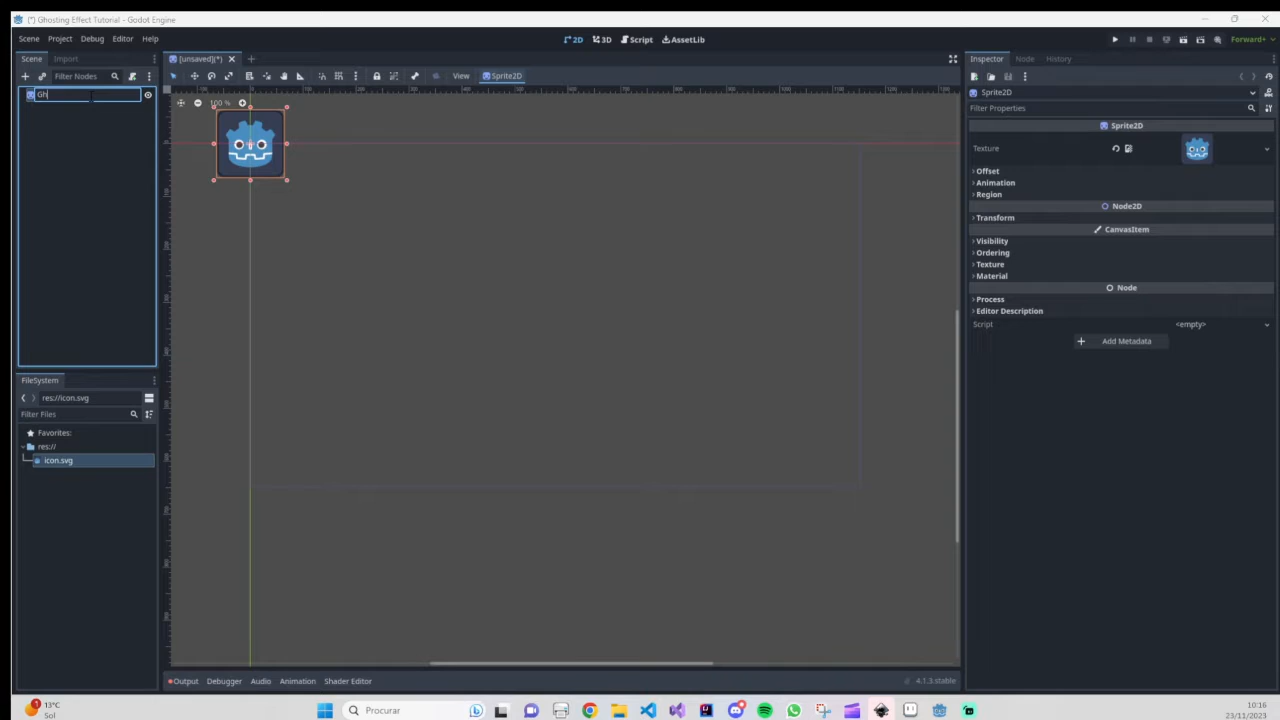 (*) Ghosting Effect Tutorial - Godot Engine
Scene Project Debug Editor Help
2D 3D Script AssetLib
Forward+
Scene Import
[unsaved](*)
Inspector Node History
Filter Nodes
View Sprite2D
Gh
100 %
Sprite2D
Filter Properties
Sprite2D
Texture
Offset
Animation
Region
Node2D
Transform
CanvasItem
Visibility
Ordering
Texture
Material
Node
Process
Editor Description
Script <empty>
Add Metadata
FileSystem
res://icon.svg
Filter Files
Favorites:
res://
icon.svg
Output Debugger Audio Animation Shader Editor
4.1.3.stable
1
13°C
Sol
Procurar
10:16
23/11/2023